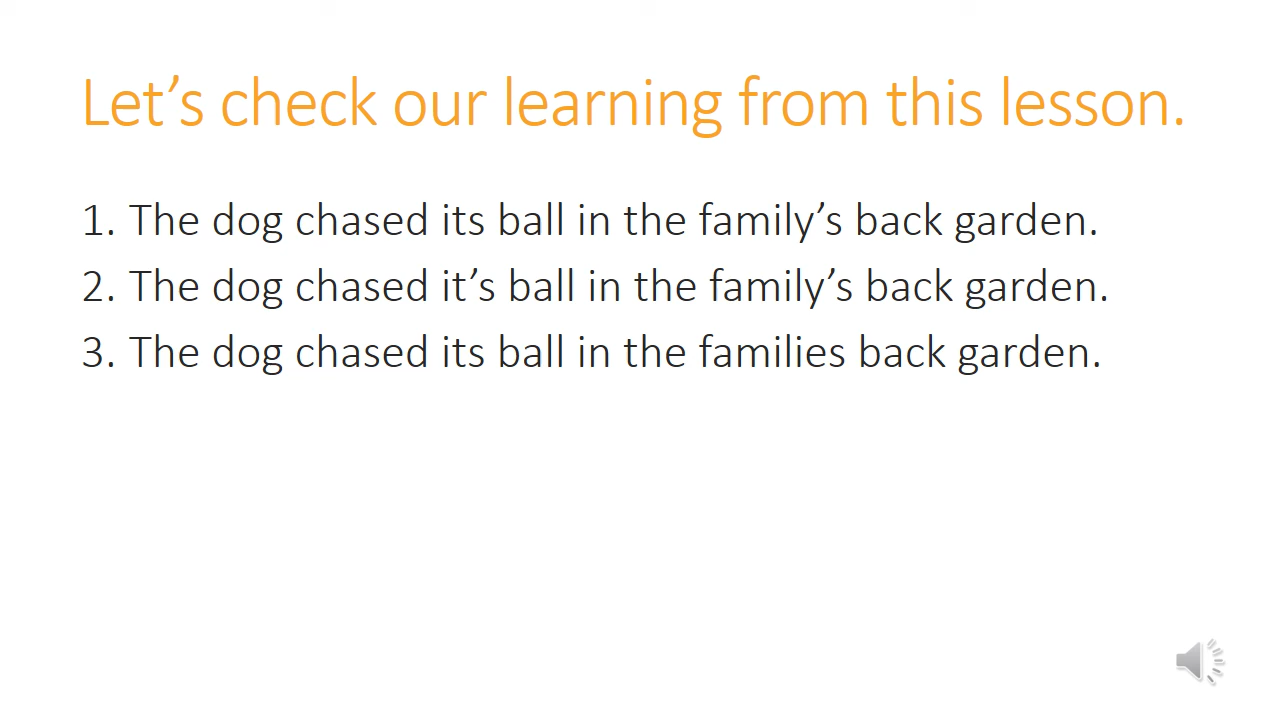 Let’s check our learning from this lesson.
1. The dog chased its ball in the family’s back garden.
2. The dog chased it’s ball in the family’s back garden.
3. The dog chased its ball in the families back garden.